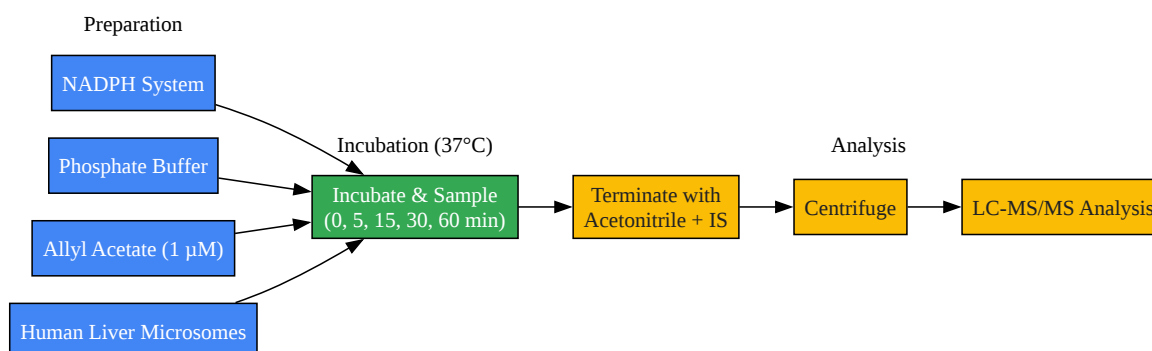 Preparation
NADPH System
Phosphate Buffer
Allyl Acetate (1 µM)
Human Liver Microsomes
Incubation (37°C)
Incubate & Sample
(0, 5, 15, 30, 60 min)
Terminate with
Acetonitrile + IS
Analysis
Centrifuge
LC-MS/MS Analysis